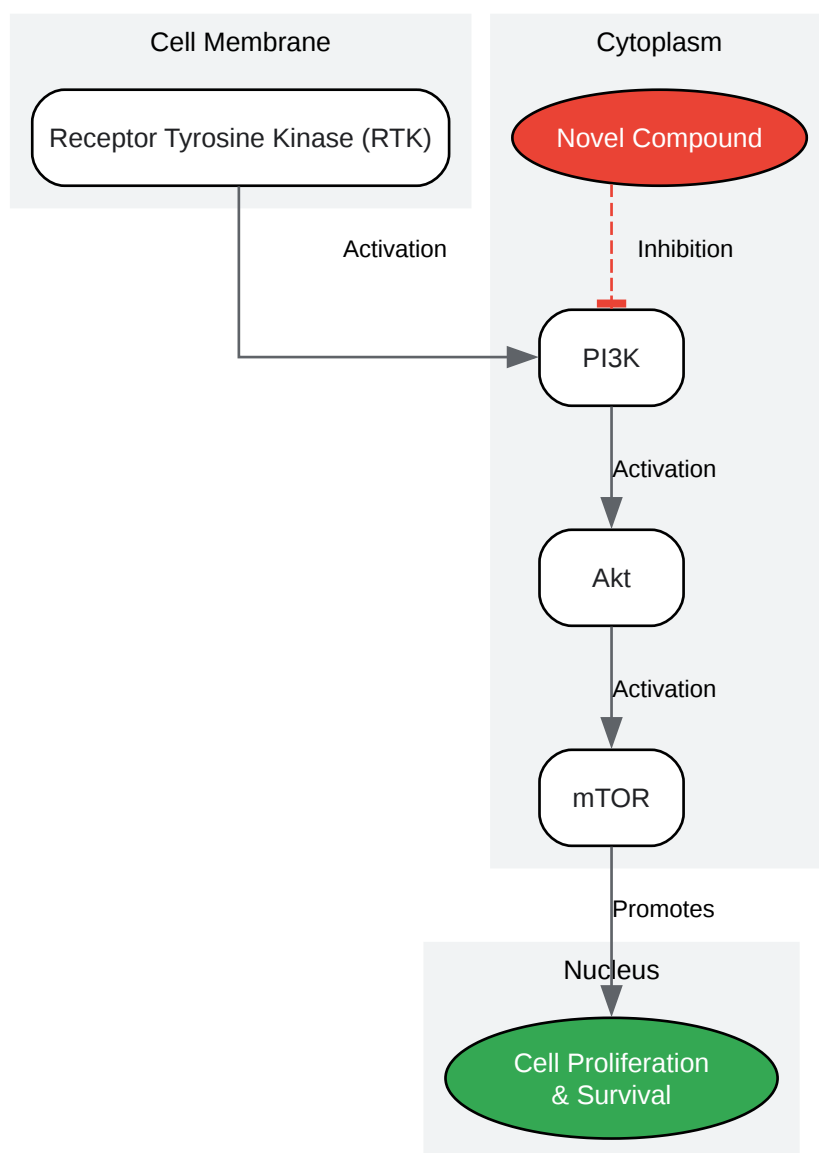 Cell Membrane
Cytoplasm
Receptor Tyrosine Kinase (RTK)
Novel Compound
Activation
Inhibition
PI3K
Activation
Akt
Activation
mTOR
Promotes
Nucleus
Cell Proliferation
& Survival